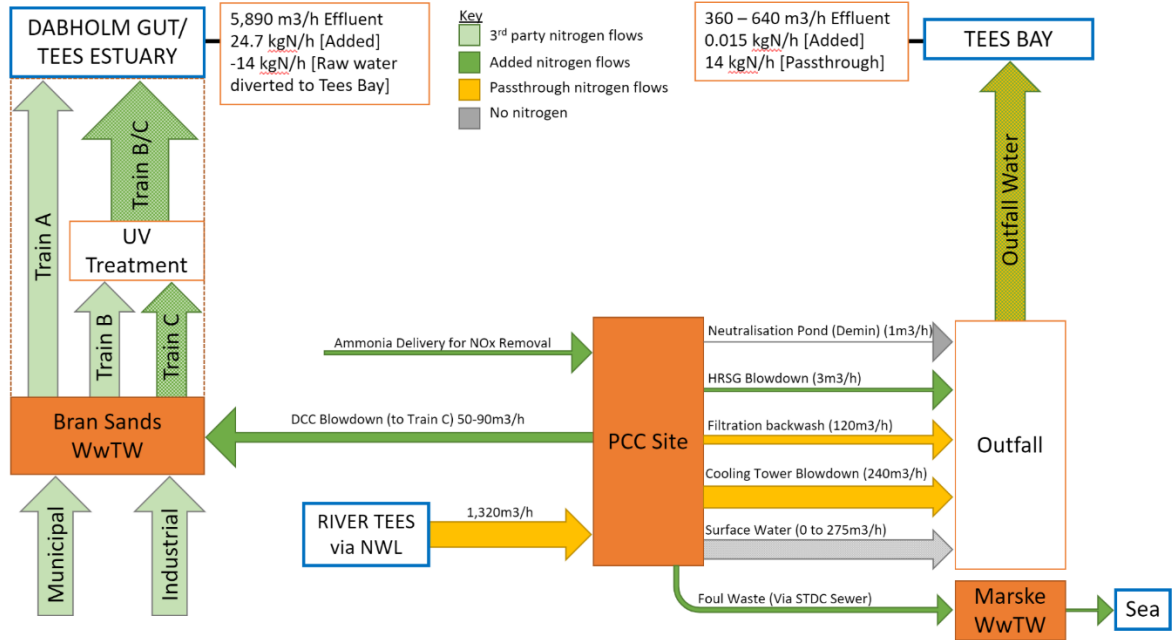 DABHOLM GUT/
TEES ESTUARY
5,890 m3/h Effluent
24.7 kgN/h [Added]
-14 kgN/h [Raw water
diverted to Tees Bay]
Key
3rd party nitrogen flows
Added nitrogen flows
Passthrough nitrogen flows
No nitrogen
360 – 640 m3/h Effluent
0.015 kgN/h [Added]
14 kgN/h [Passthrough]
TEES BAY
Train A
Train B/C
UV
Treatment
Train B
Train C
Outfall Water
Bran Sands
WwTW
Municipal
Industrial
Ammonia Delivery for NOx Removal
DCC Blowdown (to Train C) 50-90m3/h
RIVER TEES
via NWL
1,320m3/h
PCC Site
Neutralisation Pond (Demin) (1m3/h)
HRSG Blowdown (3m3/h)
Filtration backwash (120m3/h)
Cooling Tower Blowdown (240m3/h)
Surface Water (0 to 275m3/h)
Outfall
Foul Waste (Via STDC Sewer)
Marske
WwTW
Sea